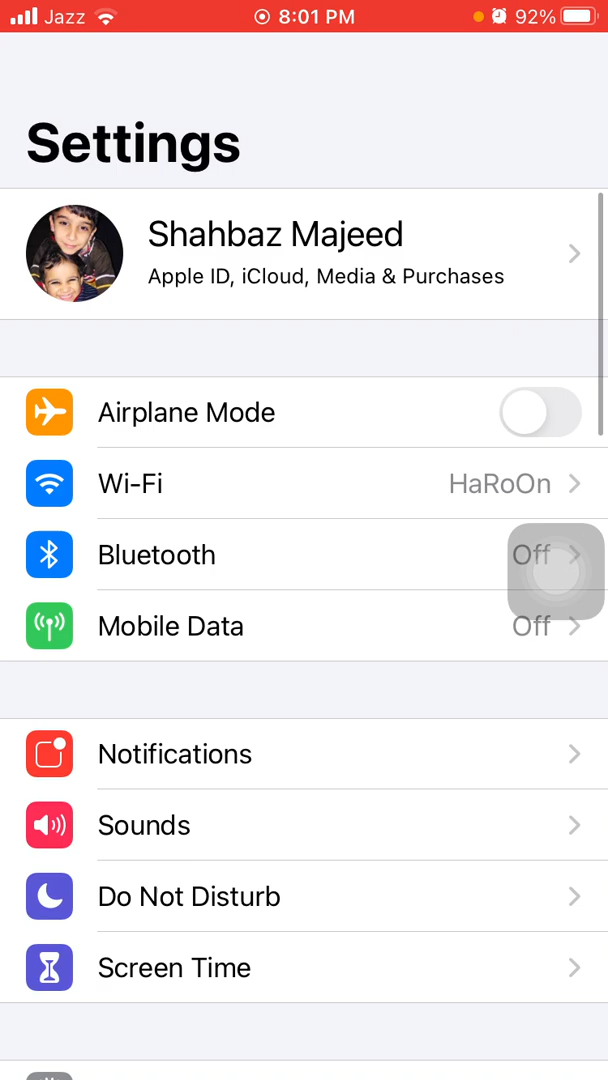 Jazz 8:01 PM 92%
Settings
Shahbaz Majeed
Apple ID, iCloud, Media & Purchases
Airplane Mode
Wi-Fi HaRoOn
Bluetooth Off
Mobile Data Off
Notifications
Sounds
Do Not Disturb
Screen Time